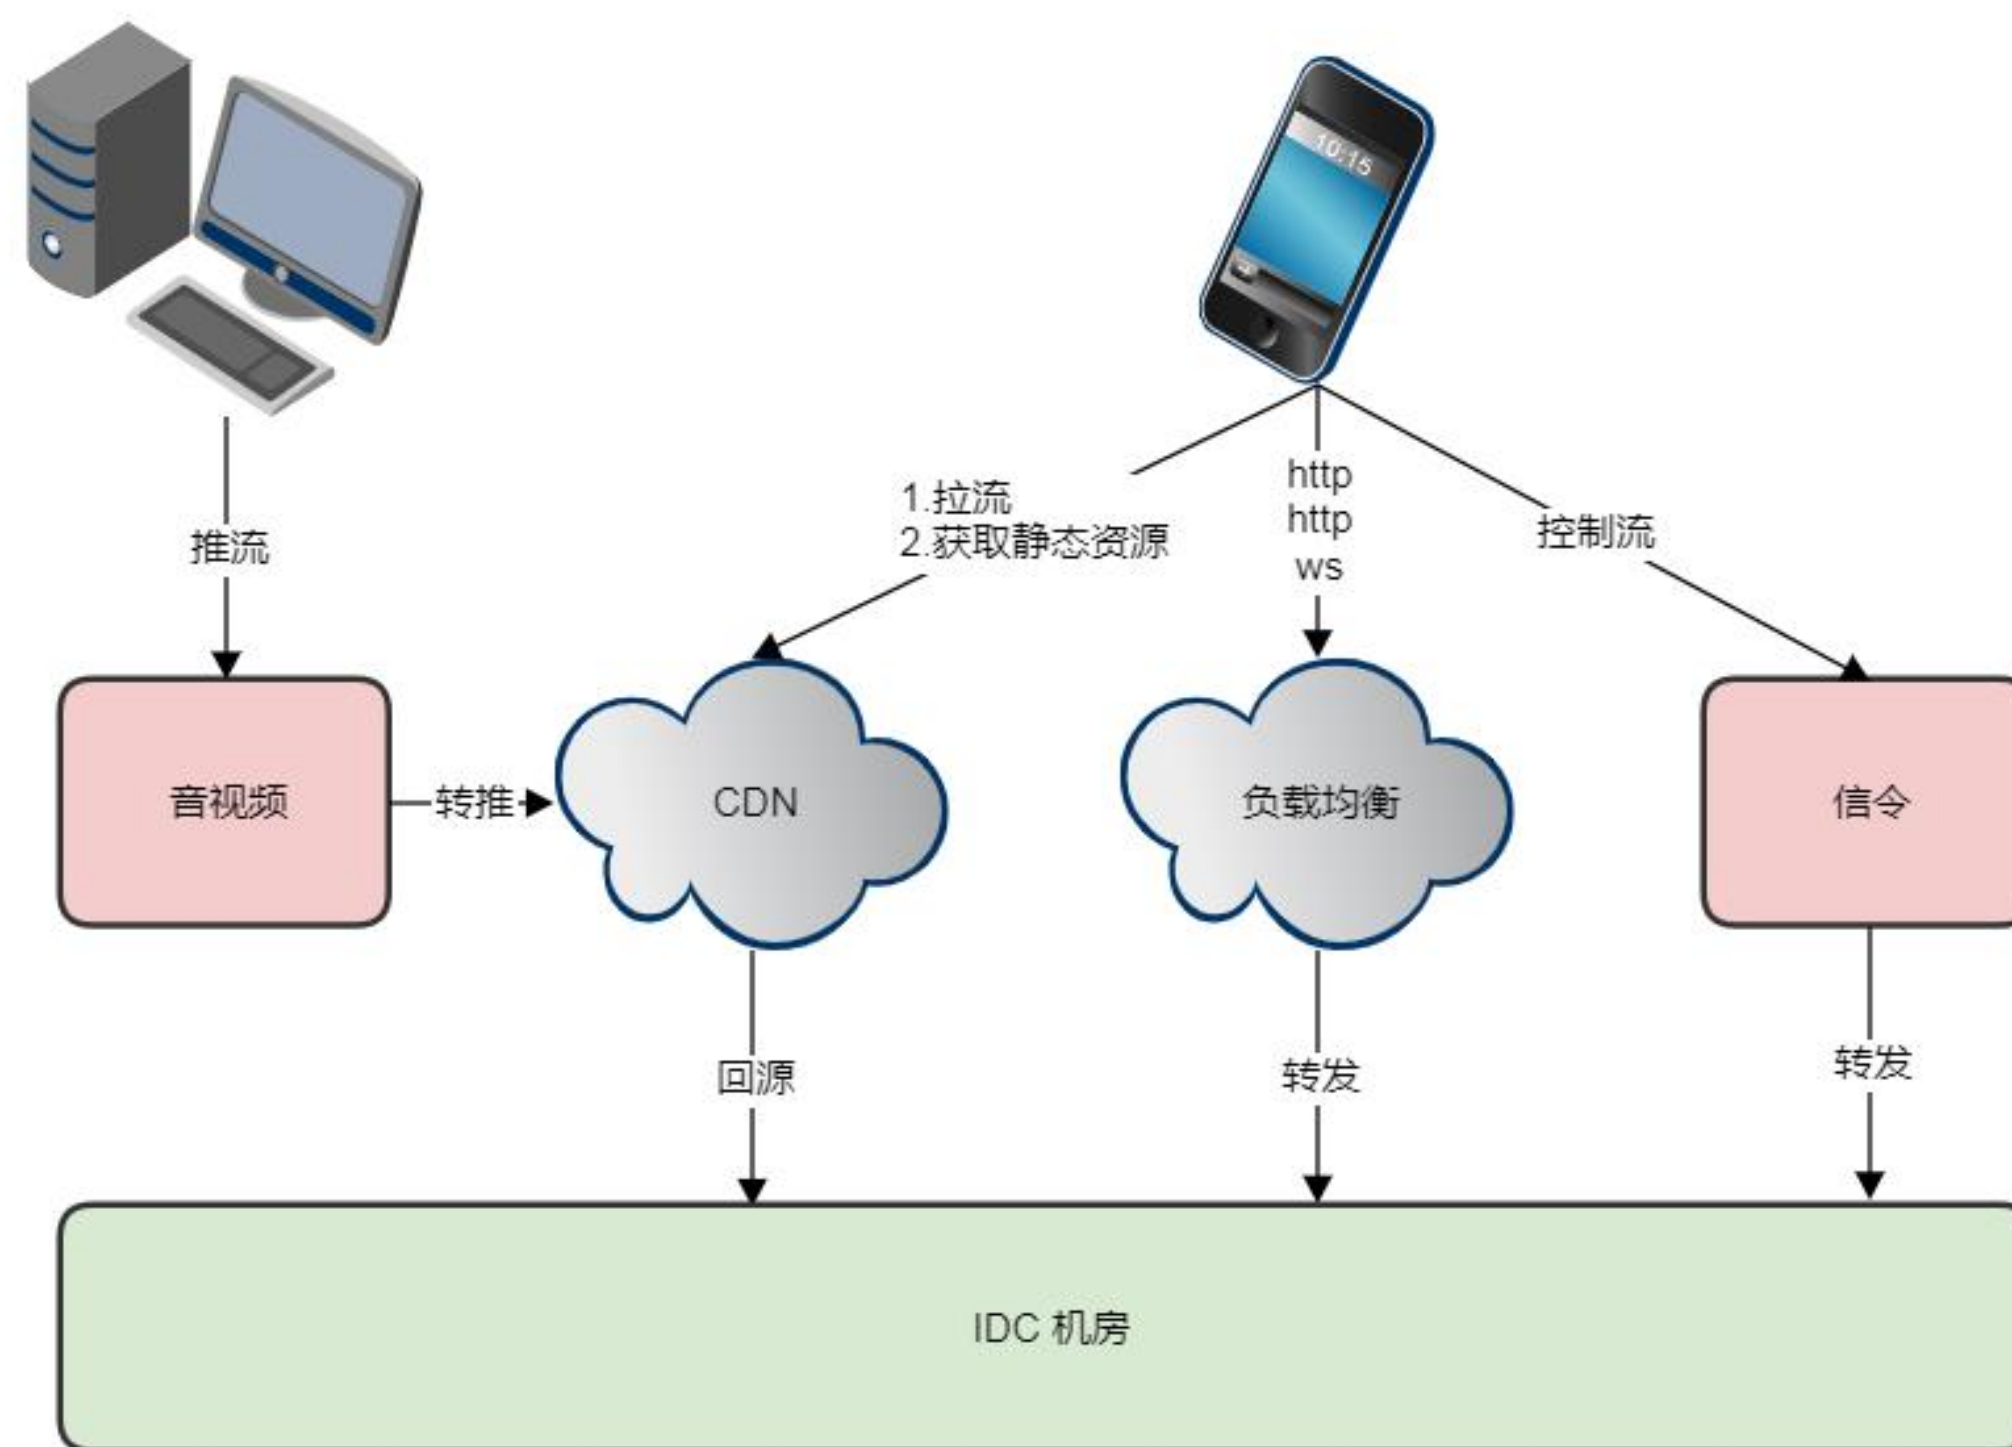 10:15
1.拉流
2.获取静态资源
http
http
ws
控制流
推流
音视频
转推
CDN
负载均衡
信令
回源
转发
转发
IDC 机房